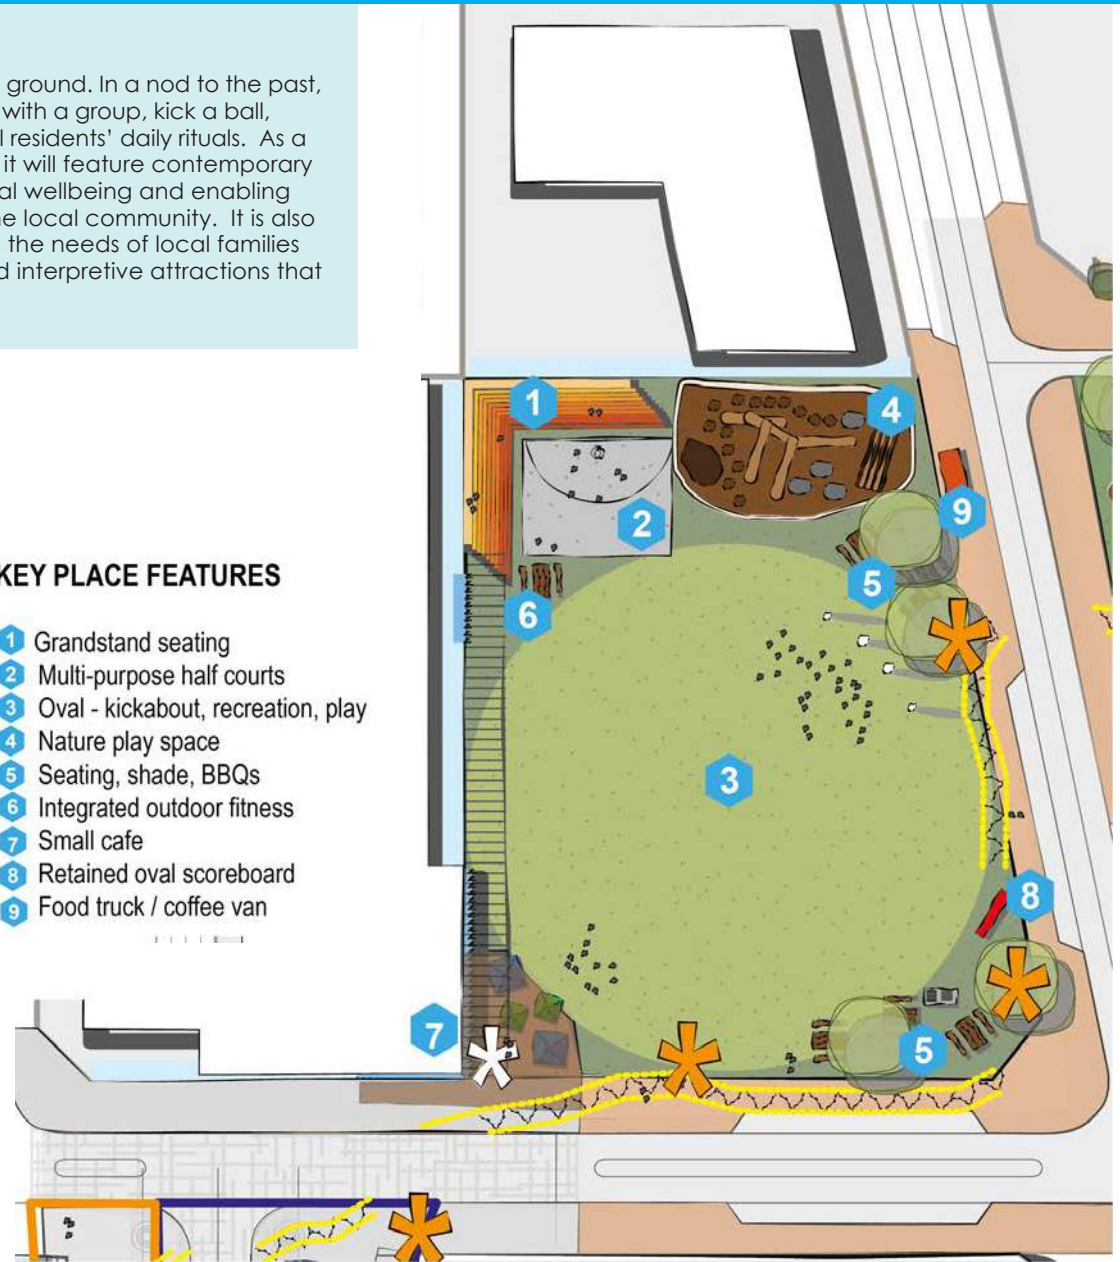 ground. In a nod to the past,
with a group, kick a ball,
residents' daily rituals. As a
it will feature contemporary
wellbeing and enabling
local community. It is also
the needs of local families
interpretive attractions that
KEY PLACE FEATURES
1 Grandstand seating
2 Multi-purpose half courts
3 Oval - kickabout, recreation, play
4 Nature play space
5 Seating, shade, BBQs
6 Integrated outdoor fitness
7 Small cafe
8 Retained oval scoreboard
9 Food truck / coffee van
1
4
2
9
5
6
3
8
7
5